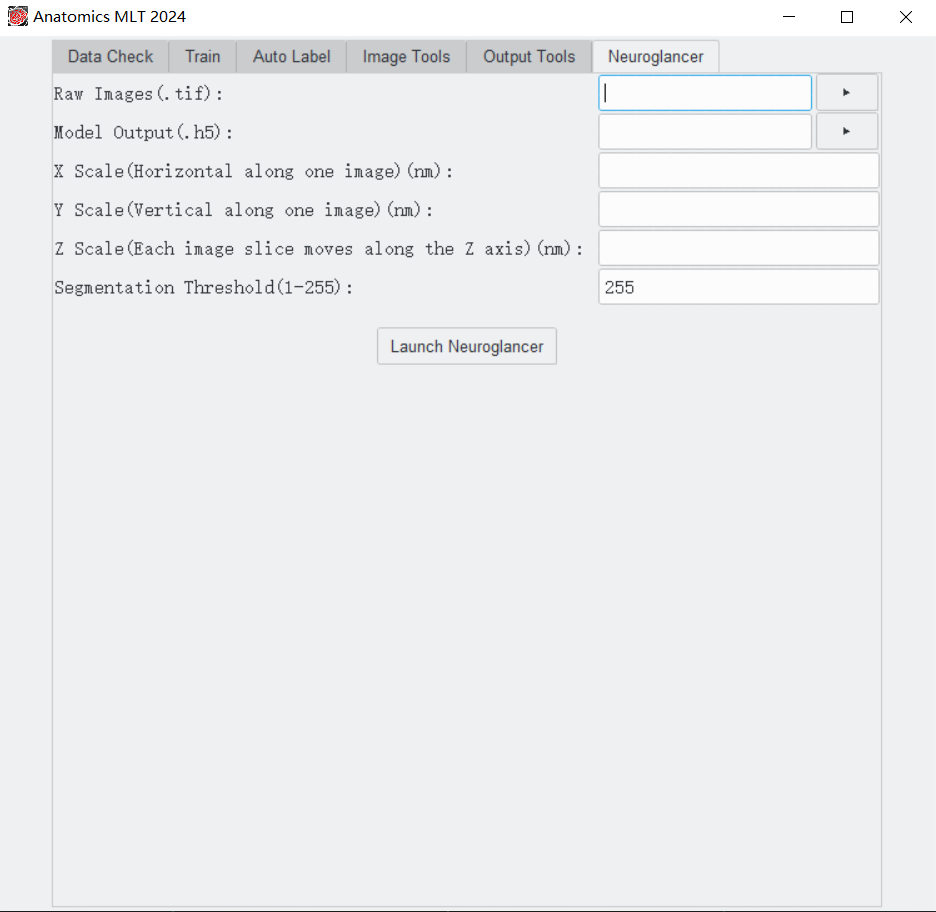 Anatomics MLT 2024
Data Check Train Auto Label Image Tools Output Tools Neuroglancer
Raw Images(.tif):
Model Output(.h5):
X Scale(Horizontal along one image)(nm):
Y Scale(Vertical along one image)(nm):
Z Scale(Each image slice moves along the Z axis)(nm):
Segmentation Threshold(1-255): 255
Launch Neuroglancer